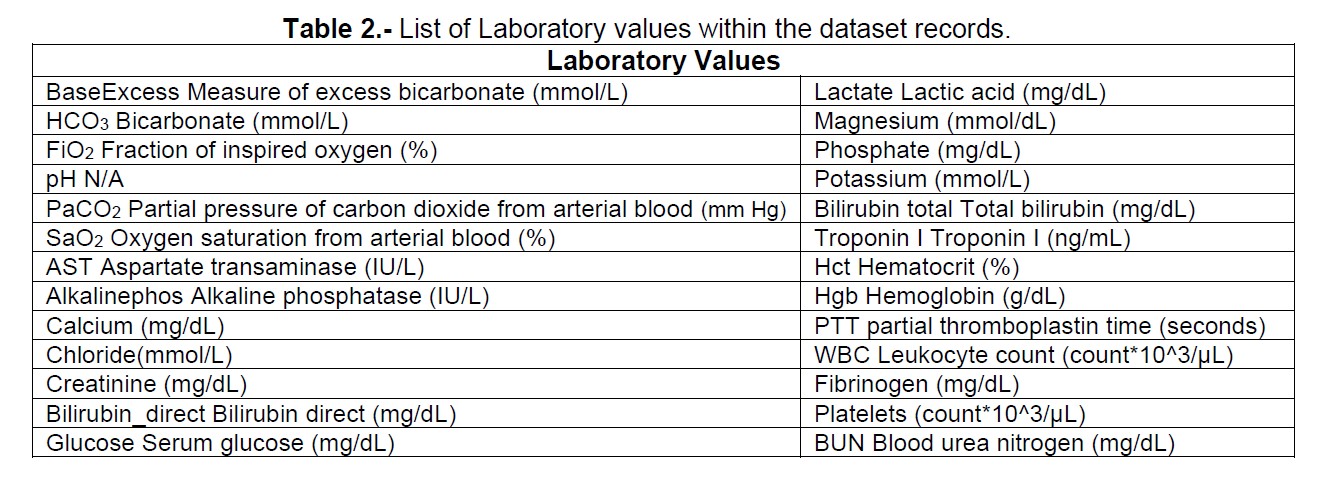 Table 2.- List of Laboratory values within the dataset records.
Laboratory Values
BaseExcess Measure of excess bicarbonate (mmol/L) Lactate Lactic acid (mg/dL)
HCO₃ Bicarbonate (mmol/L) Magnesium (mmol/dL)
FiO₂ Fraction of inspired oxygen (%) Phosphate (mg/dL)
pH N/A Potassium (mmol/L)
PaCO₂ Partial pressure of carbon dioxide from arterial blood (mm Hg) Bilirubin total Total bilirubin (mg/dL)
SaO₂ Oxygen saturation from arterial blood (%) Troponin I Troponin I (ng/mL)
AST Aspartate transaminase (IU/L) Hct Hematocrit (%)
Alkalinephos Alkaline phosphatase (IU/L) Hgb Hemoglobin (g/dL)
Calcium (mg/dL) PTT partial thromboplastin time (seconds)
Chloride(mmol/L) WBC Leukocyte count (count*10^3/µL)
Creatinine (mg/dL) Fibrinogen (mg/dL)
Bilirubin_direct Bilirubin direct (mg/dL) Platelets (count*10^3/µL)
Glucose Serum glucose (mg/dL) BUN Blood urea nitrogen (mg/dL)